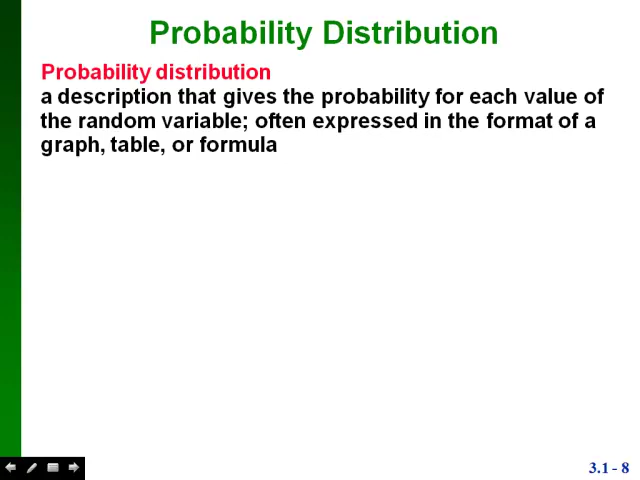 Probability Distribution
Probability distribution
a description that gives the probability for each value of
the random variable; often expressed in the format of a
graph, table, or formula
3.1 - 8